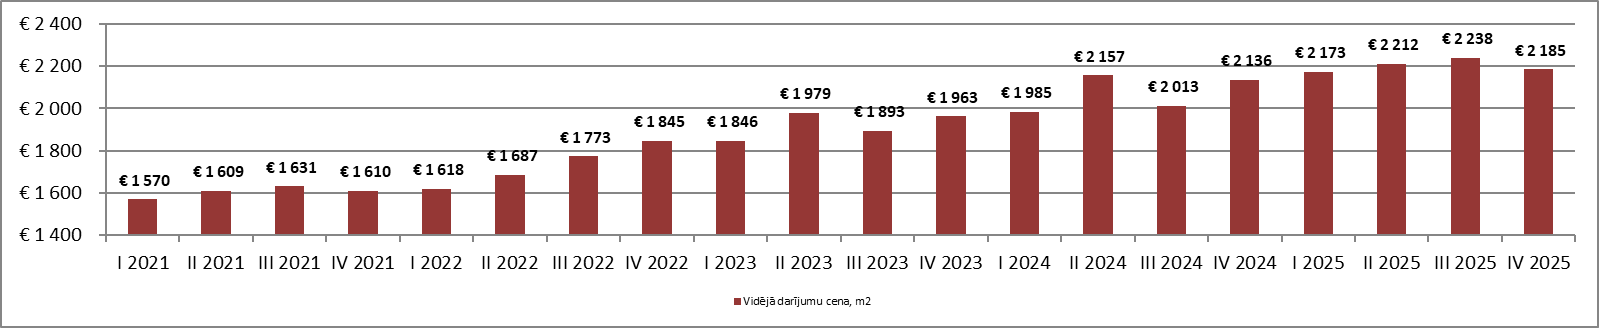 € 2 400
€ 2 200
€ 2 000
€ 1 800
€ 1 600
€ 1 400
€ 1 570
€ 1 609
€ 1 631
€ 1 610
€ 1 618
€ 1 687
€ 1 773
€ 1 845
€ 1 846
€ 1 979
€ 1 893
€ 1 963
€ 1 985
€ 2 157
€ 2 013
€ 2 136
€ 2 173
€ 2 212
€ 2 238
€ 2 185
I 2021
II 2021
III 2021
IV 2021
I 2022
II 2022
III 2022
IV 2022
I 2023
II 2023
III 2023
IV 2023
I 2024
II 2024
III 2024
IV 2024
I 2025
II 2025
III 2025
IV 2025
Vidējā darījumu cena, m2